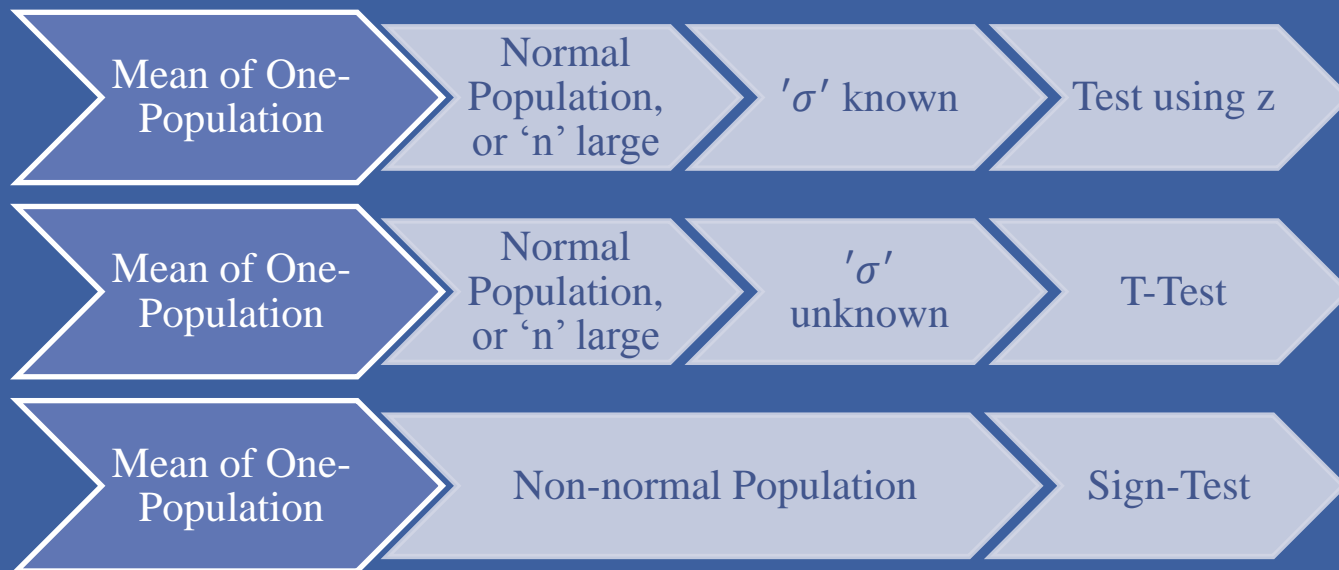 Mean of One-
Population
Normal
Population,
or ‘n’ large
′σ′ known
Test using z
Mean of One-
Population
Normal
Population,
or ‘n’ large
′σ′
unknown
T-Test
Mean of One-
Population
Non-normal Population
Sign-Test